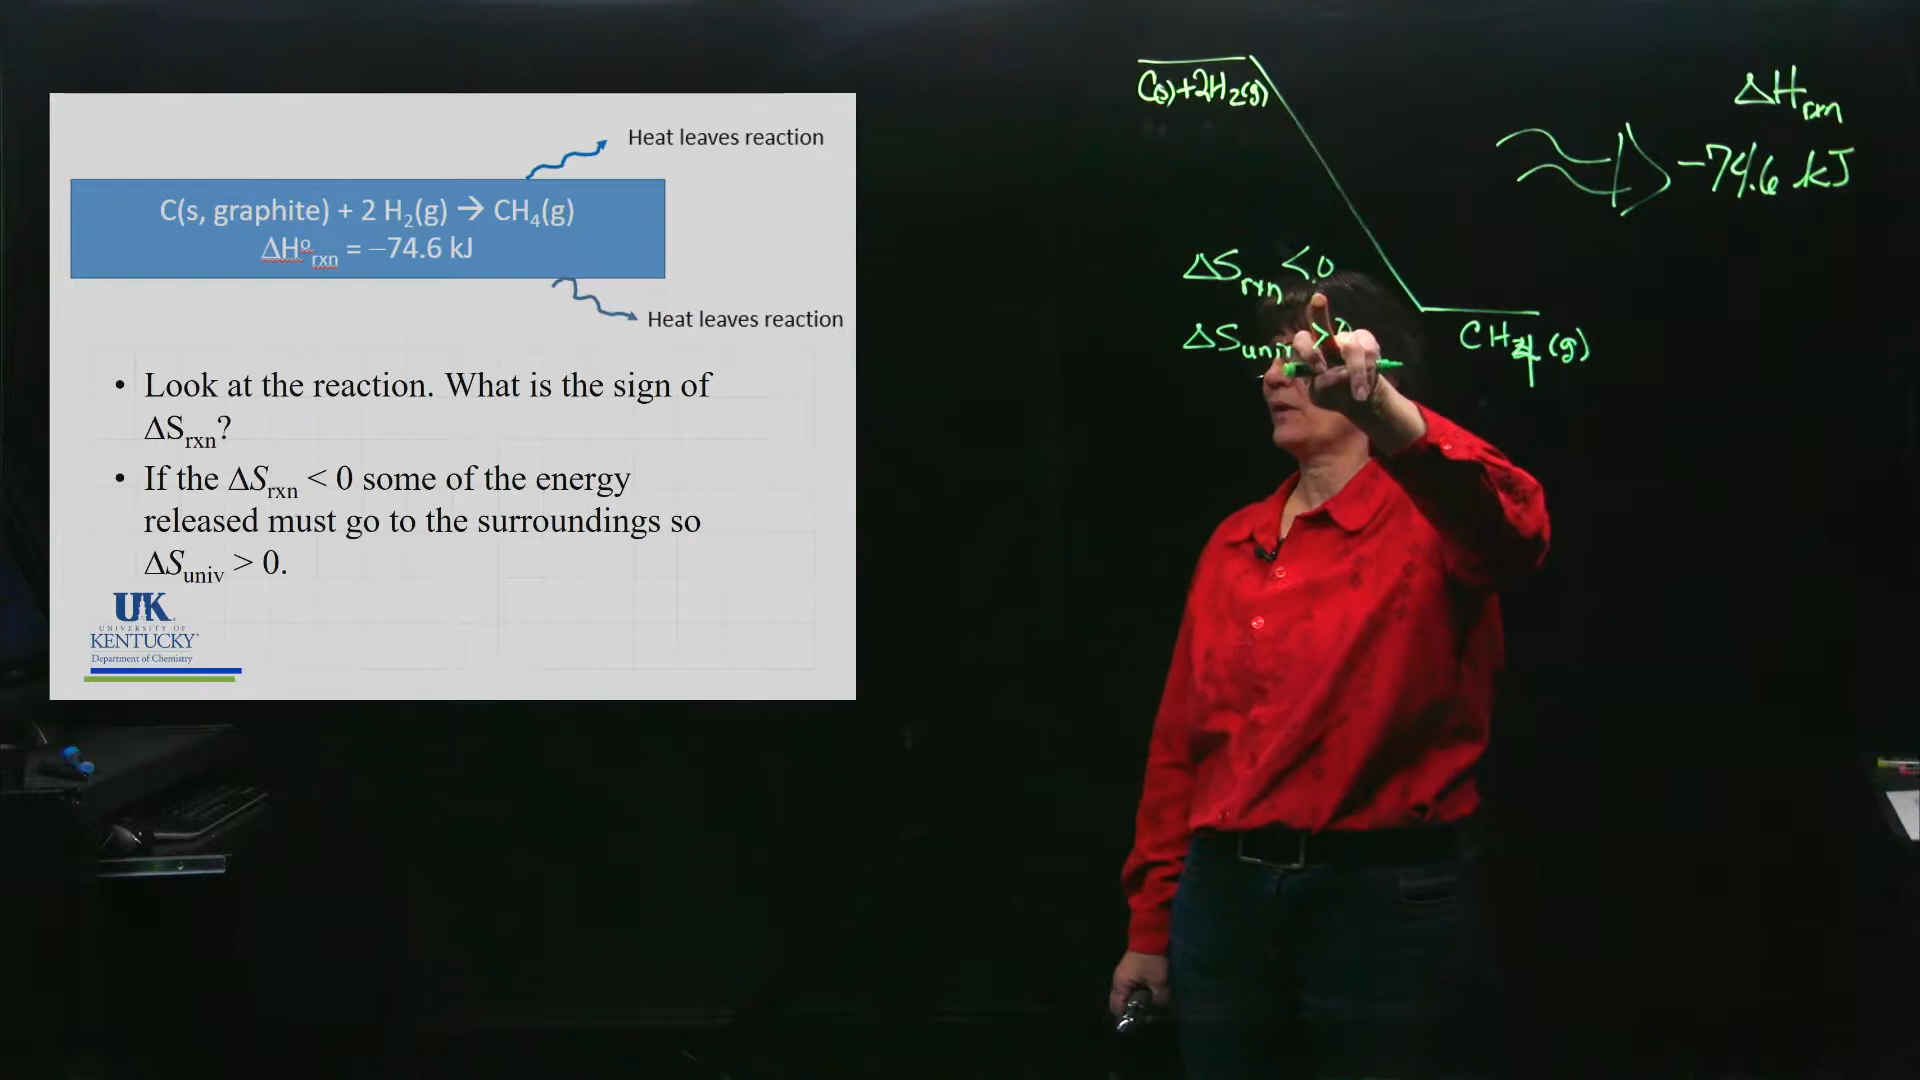 Heat leaves reaction
C(s, graphite) + 2 H₂(g) → CH₄(g)
ΔHº rxn = −74.6 kJ
Heat leaves reaction
• Look at the reaction. What is the sign of
ΔSrxn?
• If the ΔSrxn < 0 some of the energy
released must go to the surroundings so
ΔSuniv > 0.
UK
UNIVERSITY OF
KENTUCKY
Department of Chemistry
C(s)+2H₂(g)
ΔHrxn
-74.6 kJ
ΔSrxn <0
ΔSuniv >
CH₄(g)